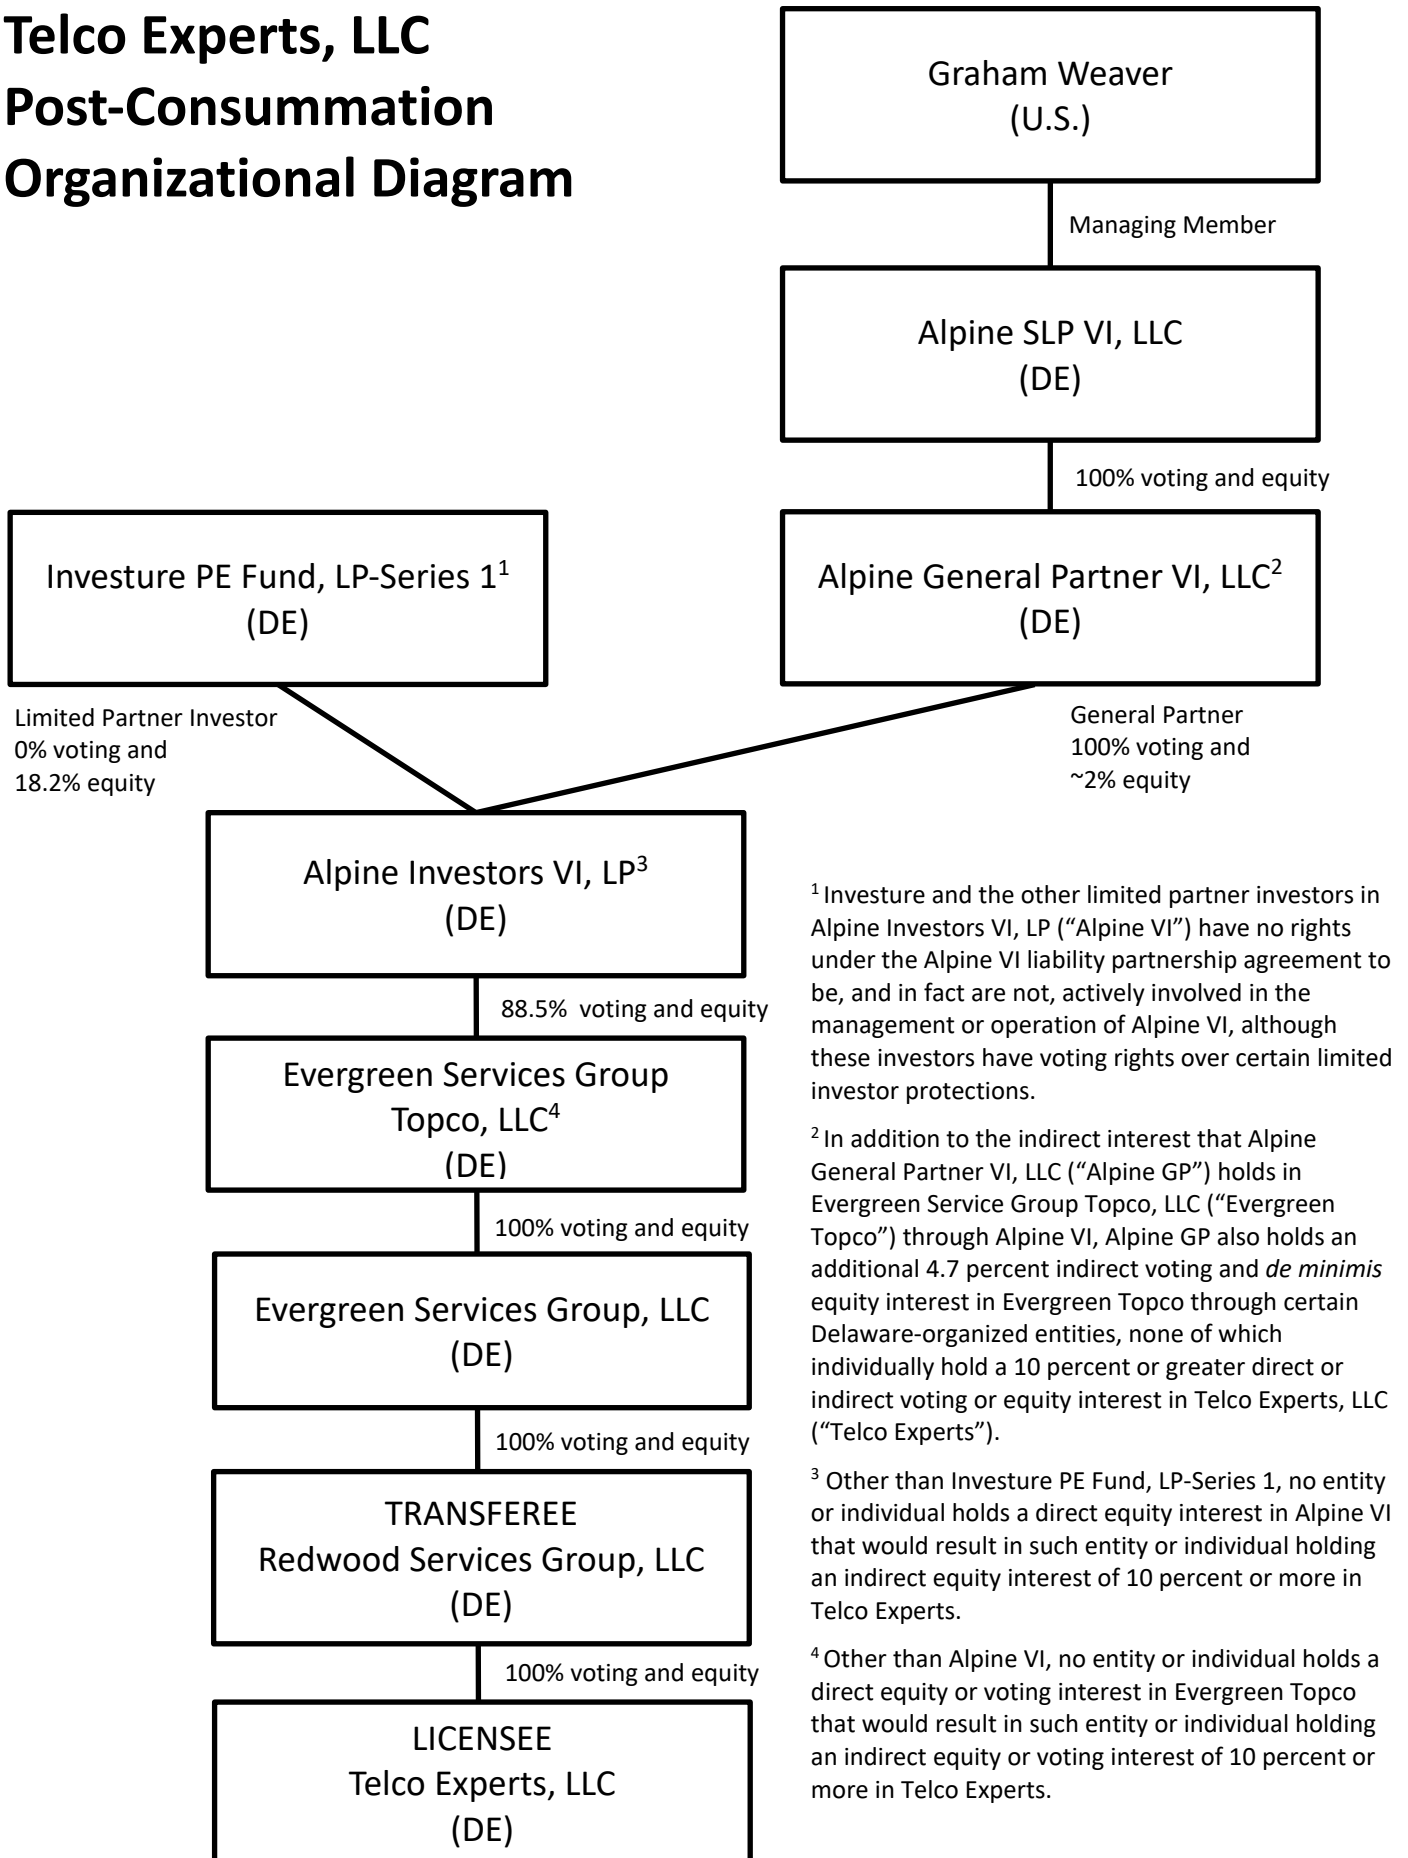 Telco Experts, LLC
Post-Consummation
Organizational Diagram
Graham Weaver
(U.S.)
Managing Member
Alpine SLP VI, LLC
(DE)
100% voting and equity
Investure PE Fund, LP-Series 1¹
(DE)
Alpine General Partner VI, LLC²
(DE)
Limited Partner Investor
0% voting and
18.2% equity
General Partner
100% voting and
~2% equity
Alpine Investors VI, LP³
(DE)
88.5%  voting and equity
Evergreen Services Group
Topco, LLC⁴
(DE)
100% voting and equity
Evergreen Services Group, LLC
(DE)
100% voting and equity
TRANSFEREE
Redwood Services Group, LLC
(DE)
100% voting and equity
LICENSEE
Telco Experts, LLC
(DE)
¹ Investure and the other limited partner investors in
Alpine Investors VI, LP (“Alpine VI”) have no rights
under the Alpine VI liability partnership agreement to
be, and in fact are not, actively involved in the
management or operation of Alpine VI, although
these investors have voting rights over certain limited
investor protections.
² In addition to the indirect interest that Alpine
General Partner VI, LLC (“Alpine GP”) holds in
Evergreen Service Group Topco, LLC (“Evergreen
Topco”) through Alpine VI, Alpine GP also holds an
additional 4.7 percent indirect voting and de minimis
equity interest in Evergreen Topco through certain
Delaware-organized entities, none of which
individually hold a 10 percent or greater direct or
indirect voting or equity interest in Telco Experts, LLC
(“Telco Experts”).
³ Other than Investure PE Fund, LP-Series 1, no entity
or individual holds a direct equity interest in Alpine VI
that would result in such entity or individual holding
an indirect equity interest of 10 percent or more in
Telco Experts.
⁴ Other than Alpine VI, no entity or individual holds a
direct equity or voting interest in Evergreen Topco
that would result in such entity or individual holding
an indirect equity or voting interest of 10 percent or
more in Telco Experts.